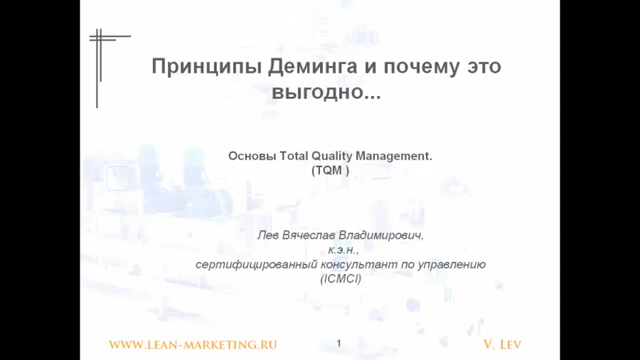 Принципы Деминга и почему это
выгодно...
Основы Total Quality Management.
(TQM )
Лев Вячеслав Владимирович,
к.э.н.,
сертифицированный консультант по управлению
(ICMCI)
WWW.LEAN-MARKETING.RU
1
V. LEV